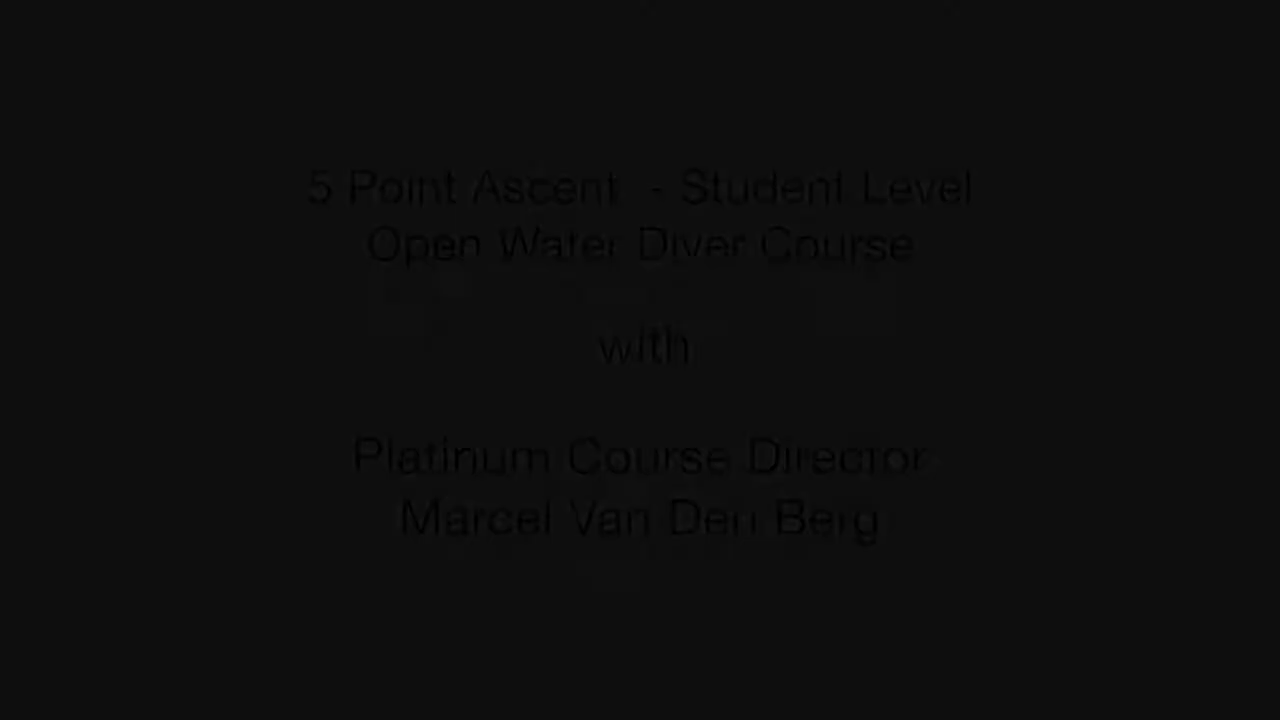 5 Point Ascent - Student Level
Open Water Diver Course
with
Platinum Course Director
Marcel Van Den Berg